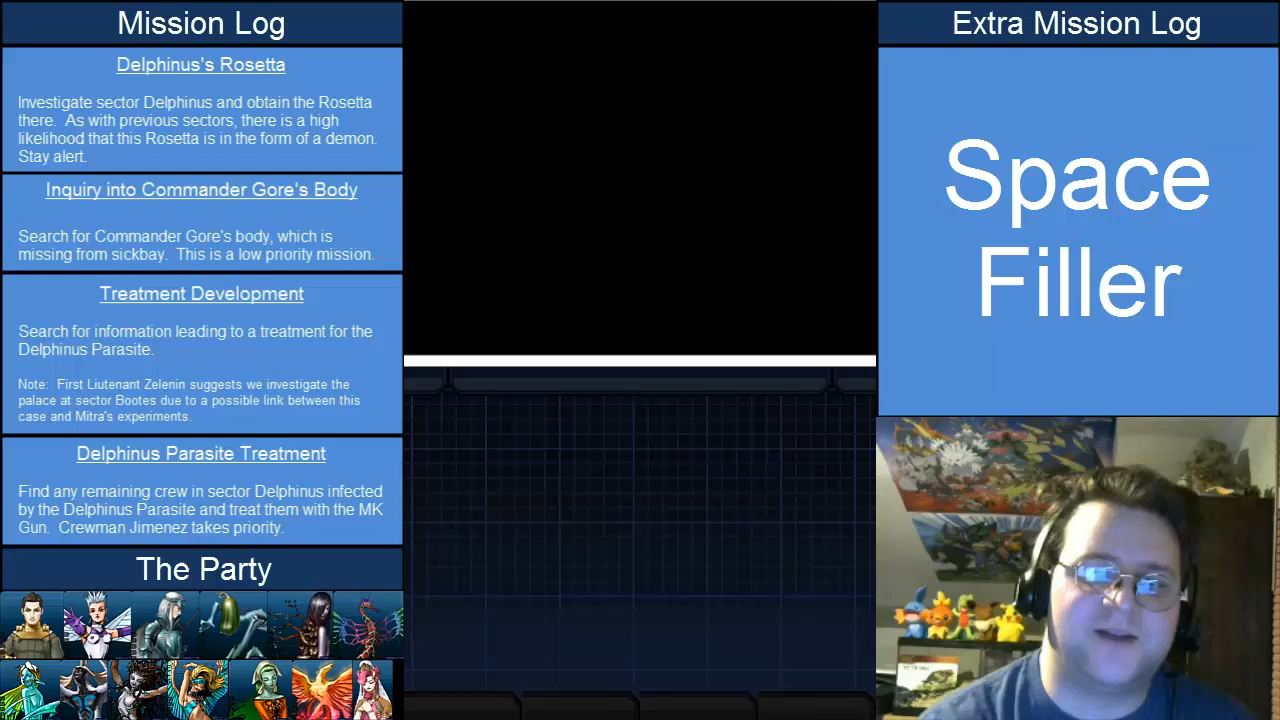 Mission Log
Delphinus's Rosetta
Investigate sector Delphinus and obtain the Rosetta
there.  As with previous sectors, there is a high
likelihood that this Rosetta is in the form of a demon.
Stay alert.
Inquiry into Commander Gore's Body
Search for Commander Gore's body, which is
missing from sickbay.  This is a low priority mission.
Treatment Development
Search for information leading to a treatment for the
Delphinus Parasite.
Note:  First Liutenant Zelenin suggests we investigate the
palace at sector Bootes due to a possible link between this
case and Mitra's experiments.
Delphinus Parasite Treatment
Find any remaining crew in sector Delphinus infected
by the Delphinus Parasite and treat them with the MK
Gun.  Crewman Jimenez takes priority.
The Party
Extra Mission Log
Space
Filler